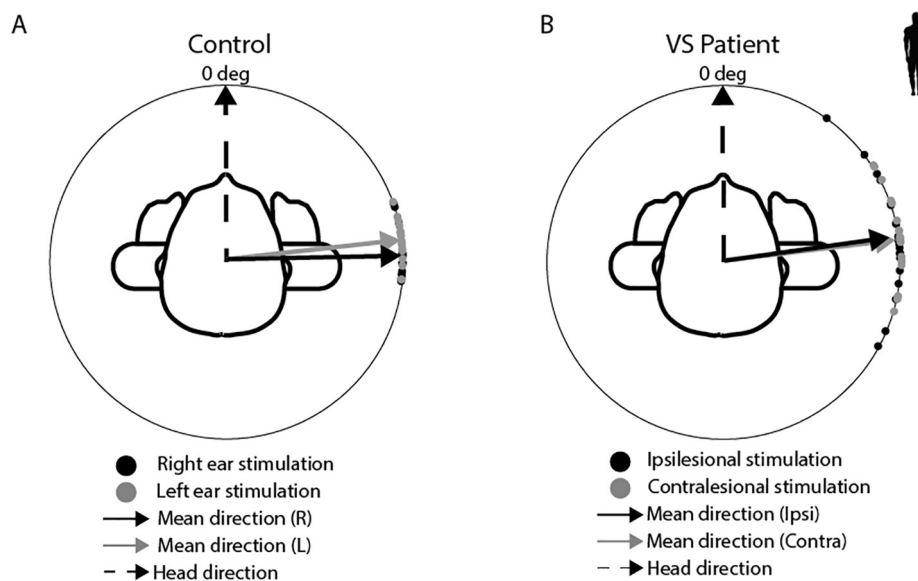 A
Control
0 deg
Right ear stimulation
Left ear stimulation
Mean direction (R)
Mean direction (L)
Head direction
B
VS Patient
0 deg
Ipsilesional stimulation
Contralesional stimulation
Mean direction (Ipsi)
Mean direction (Contra)
Head direction